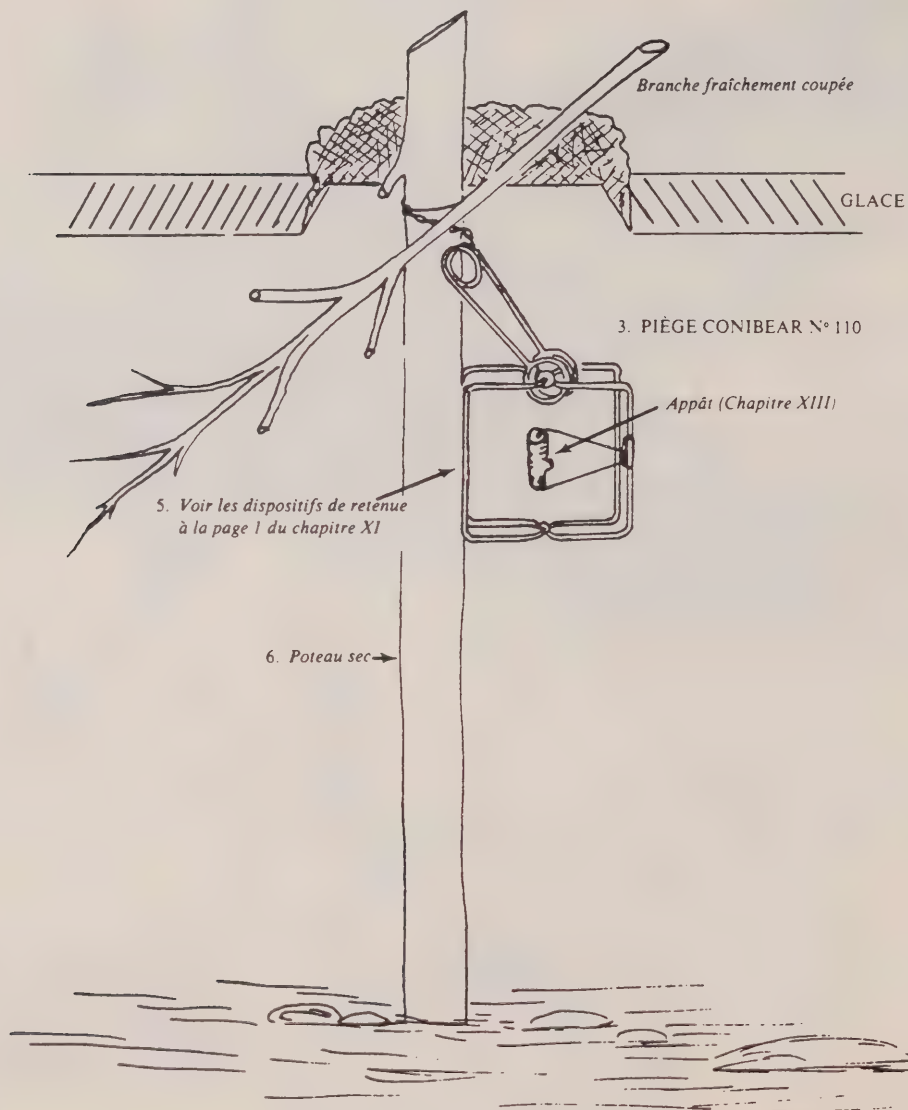 Branche fraîchement coupée
GLACE
3. PIÈGE CONIBEAR N° 110
Appât (Chapitre XIII)
5. Voir les dispositifs de retenue
à la page 1 du chapitre XI
6. Poteau sec